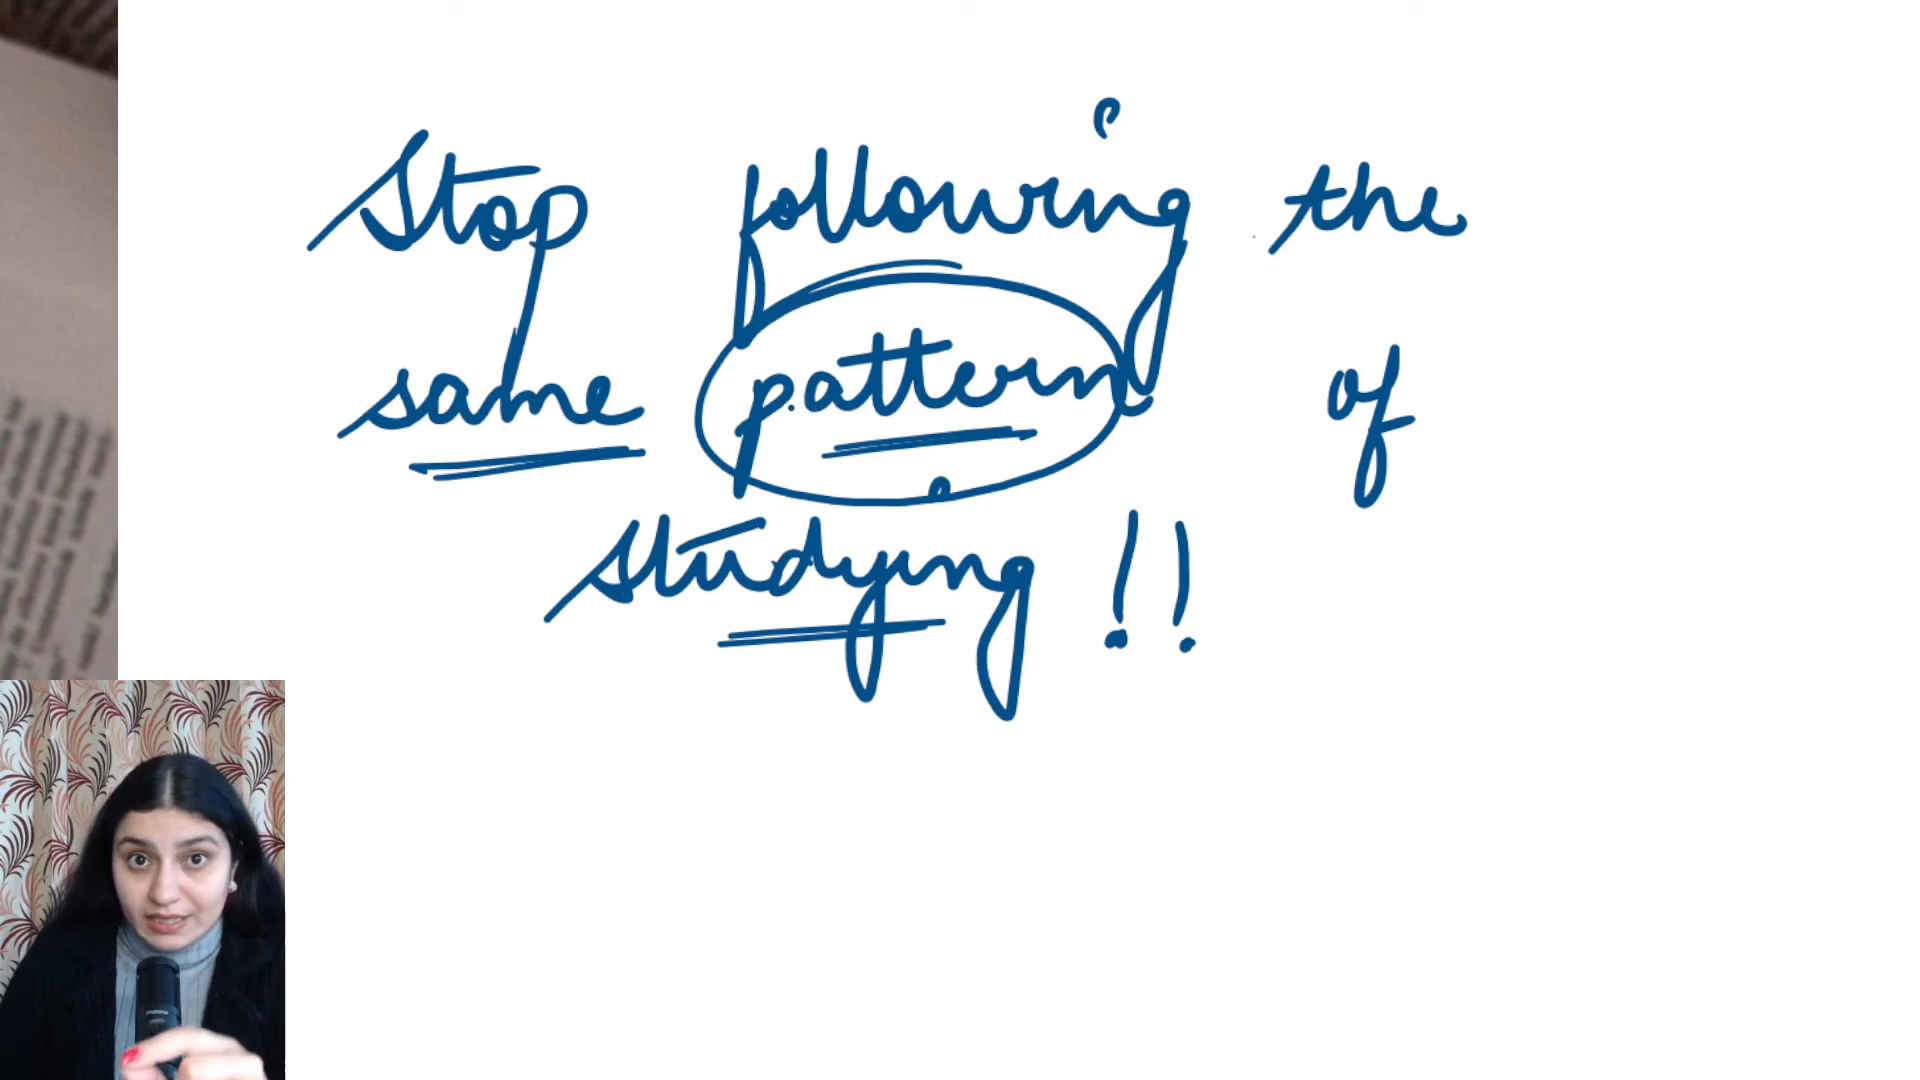 Stop following the
same pattern of
studying !!